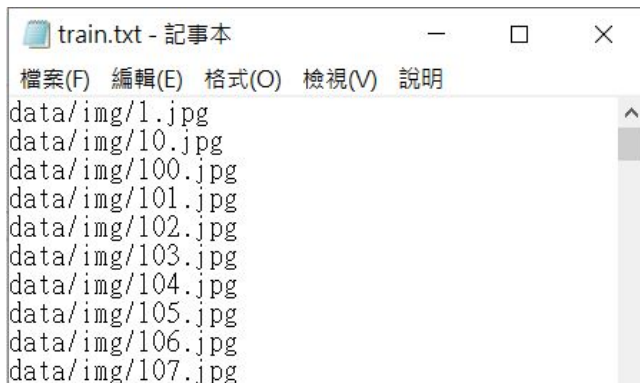 train.txt - 記事本
檔案(F) 編輯(E) 格式(O) 檢視(V) 說明
data/img/1.jpg
data/img/10.jpg
data/img/100.jpg
data/img/101.jpg
data/img/102.jpg
data/img/103.jpg
data/img/104.jpg
data/img/105.jpg
data/img/106.jpg
data/img/107.jpg